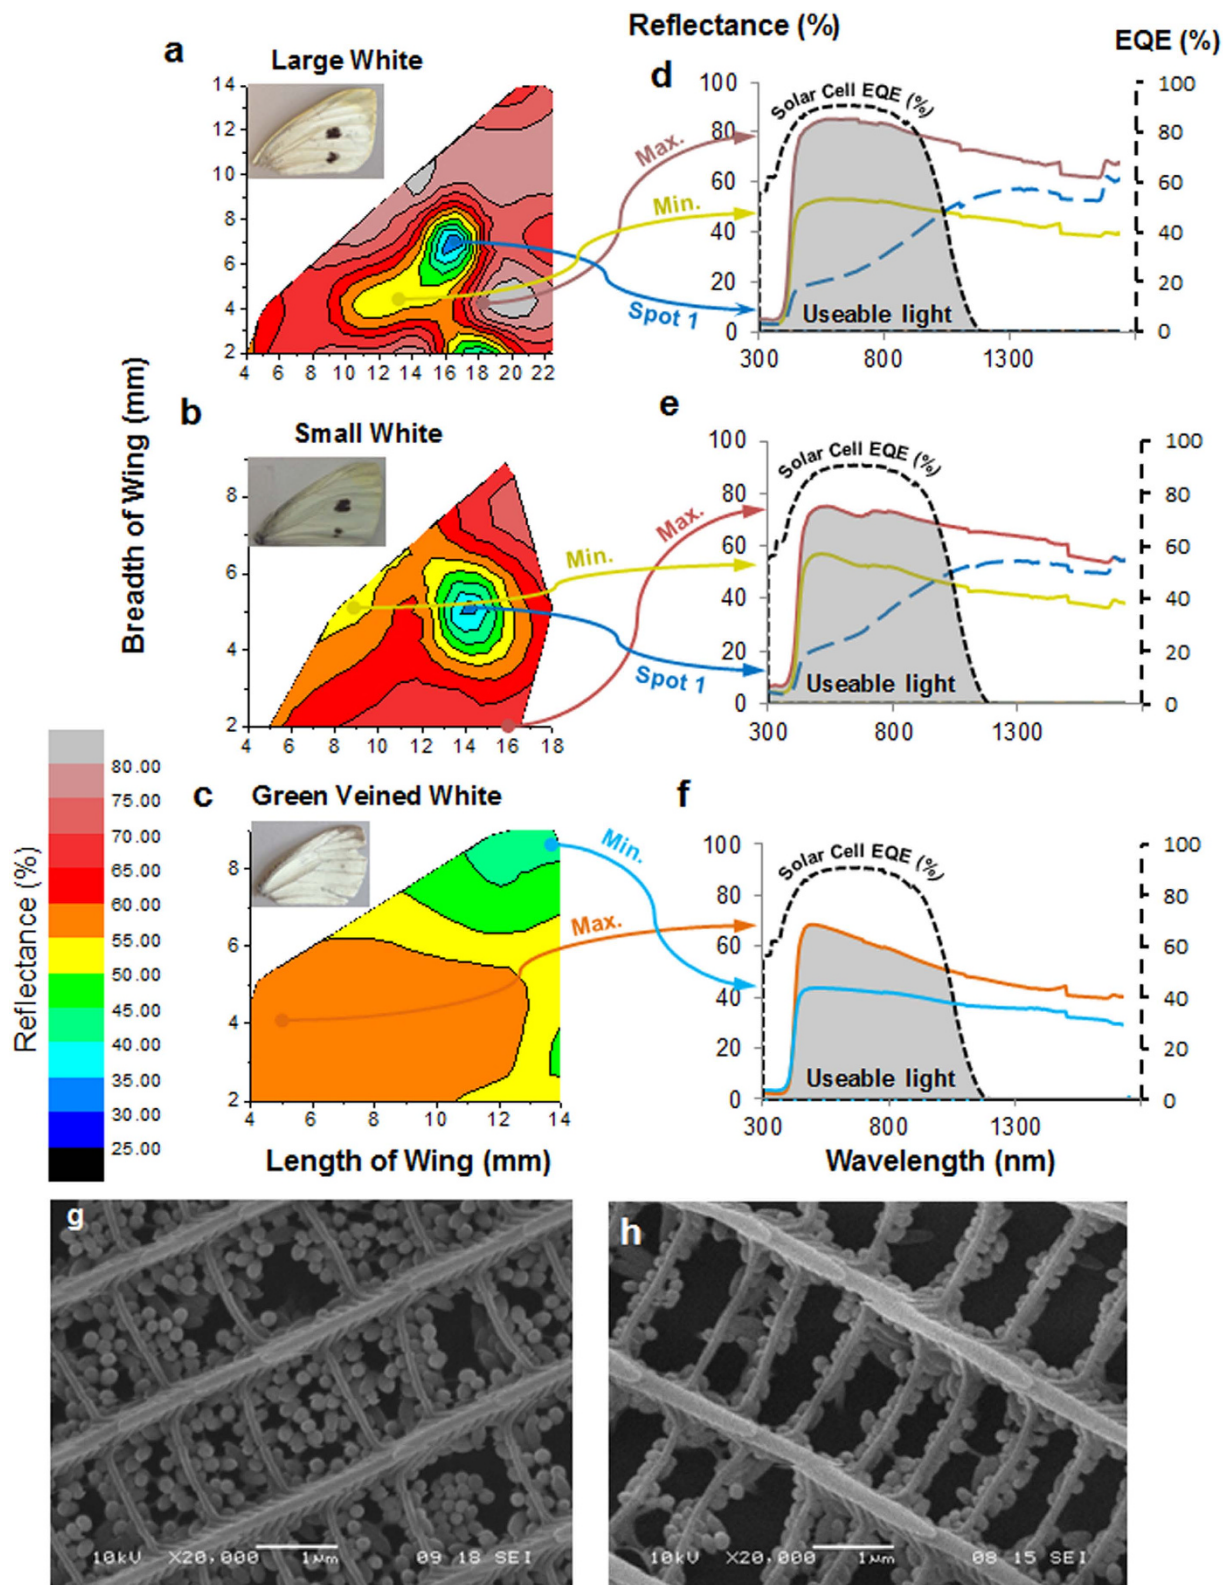 Reflectance (%)
EQE (%)
a
Large White
14
12
10
8
6
4
2
4 6 8 10 12 14 16 18 20 22
Max.
Min.
Spot 1
d
100
80
60
40
20
0
Solar Cell EQE (%)
Useable light
300 800 1300
100
80
60
40
20
0
Breadth of Wing (mm)
b
Small White
8
6
4
2
4 6 8 10 12 14 16 18
Max.
Min.
Spot 1
e
100
80
60
40
20
0
Solar Cell EQE (%)
Useable light
300 800 1300
100
80
60
40
20
0
Reflectance (%)
80.00
75.00
70.00
65.00
60.00
55.00
50.00
45.00
40.00
35.00
30.00
25.00
c
Green Veined White
8
6
4
2
4 6 8 10 12 14
Min.
Max.
f
100
80
60
40
20
0
Solar Cell EQE (%)
Useable light
300 800 1300
100
80
60
40
20
0
Length of Wing (mm)
Wavelength (nm)
g
10kV X20,000 1μm 09 18 SEI
h
10kV X20,000 1μm 08 15 SEI